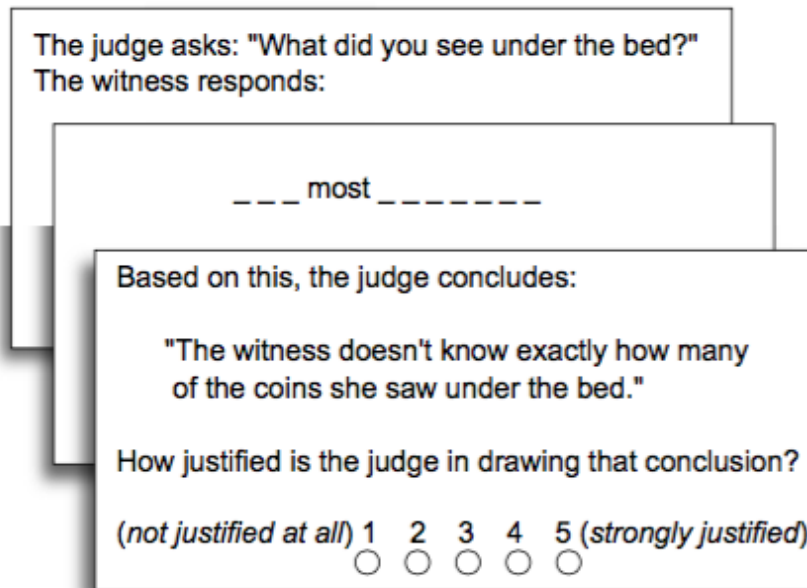 The judge asks: "What did you see under the bed?"
The witness responds:
_ _ _ most _ _ _ _ _ _ _
Based on this, the judge concludes:
"The witness doesn't know exactly how many
of the coins she saw under the bed."
How justified is the judge in drawing that conclusion?
(not justified at all) 1 2 3 4 5 (strongly justified)